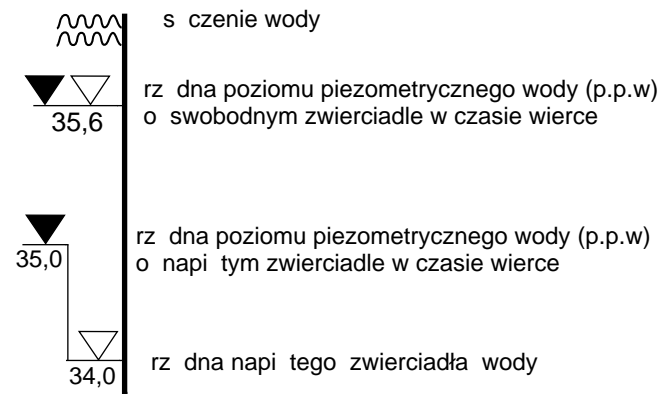 s czenie wody
rz dna poziomu piezometrycznego wody (p.p.w)
o swobodnym zwierciadle w czasie wierce
35,6
rz dna poziomu piezometrycznego wody (p.p.w)
o napi tym zwierciadle w czasie wierce
35,0
rz dna napi tego zwierciadła wody
34,0